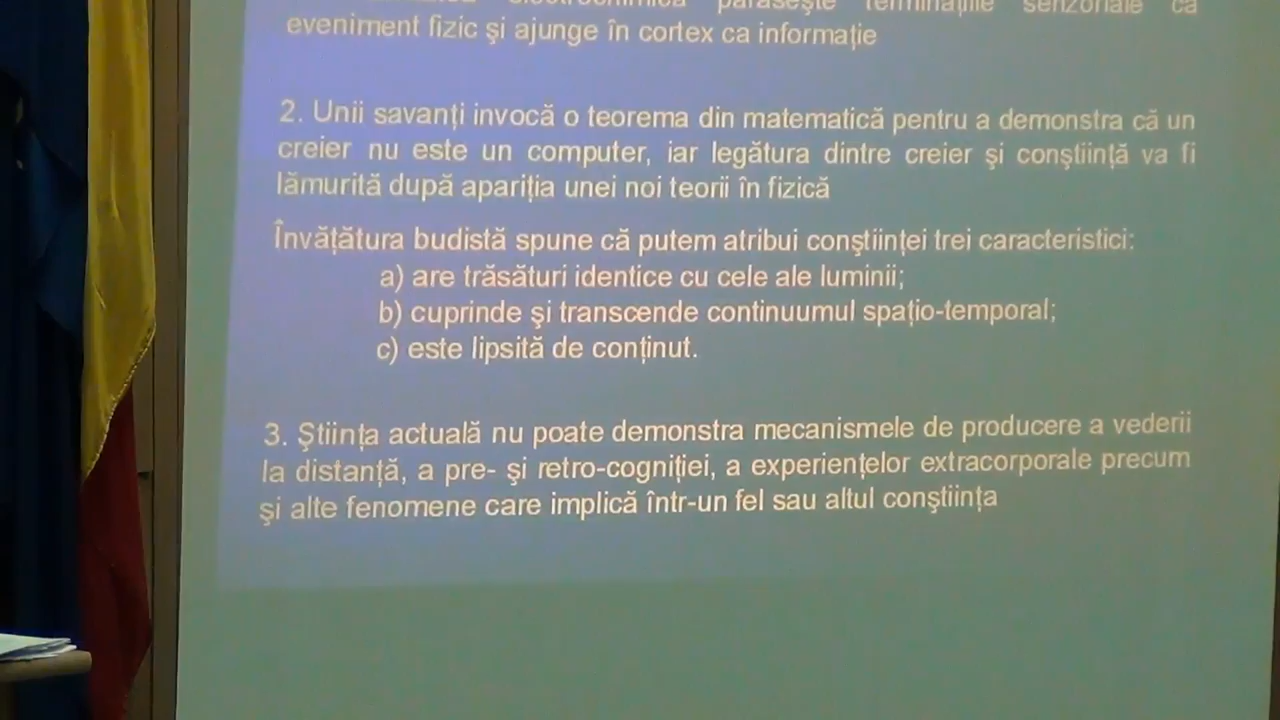 electrochimică părăseşte terminaţiile senzoriale ca
eveniment fizic şi ajunge în cortex ca informaţie
2. Unii savanţi invocă o teorema din matematică pentru a demonstra că un
creier nu este un computer, iar legătura dintre creier şi conştiinţă va fi
lămurită după apariţia unei noi teorii în fizică
Învăţătura budistă spune că putem atribui conştiinţei trei caracteristici:
a) are trăsături identice cu cele ale luminii;
b) cuprinde şi transcende continuumul spaţio-temporal;
c) este lipsită de conţinut.
3. Ştiinţa actuală nu poate demonstra mecanismele de producere a vederii
la distanţă, a pre- şi retro-cogniţiei, a experienţelor extracorporale precum
şi alte fenomene care implică într-un fel sau altul conştiinţa